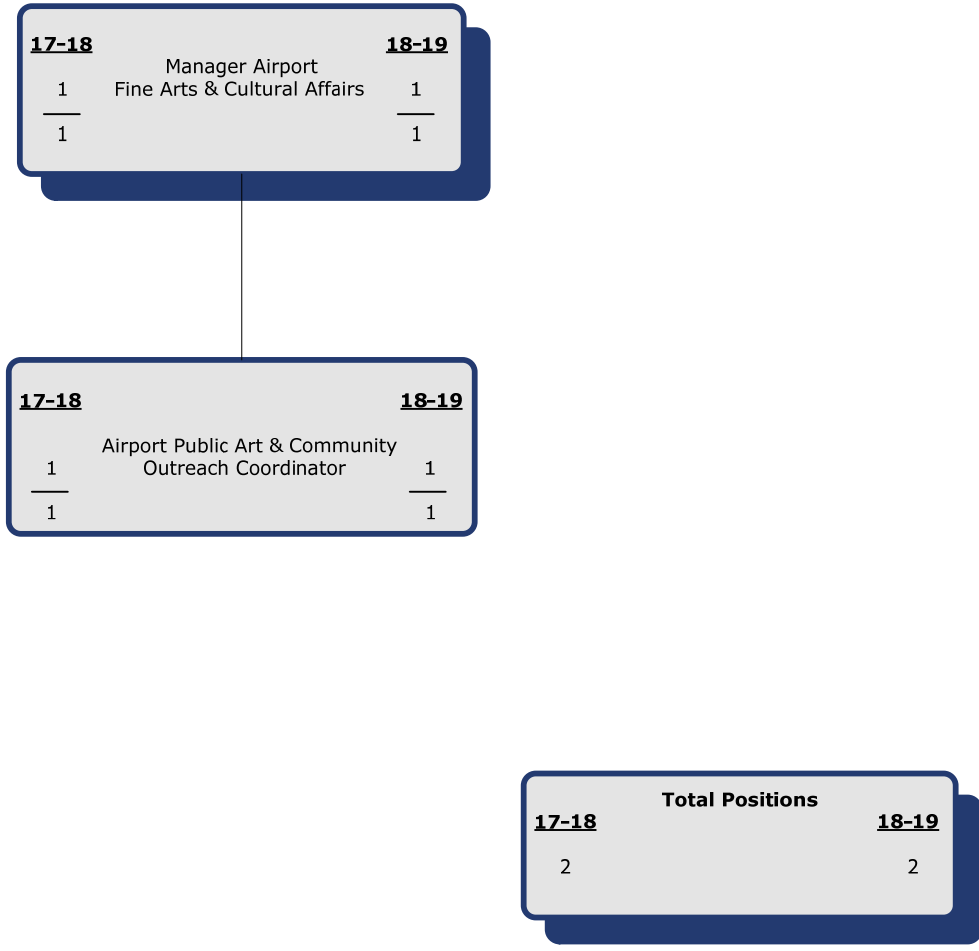 17-18 18-19
Manager Airport
1 Fine Arts & Cultural Affairs 1
1 1
17-18 18-19
Airport Public Art & Community
1 Outreach Coordinator 1
1 1
Total Positions
17-18 18-19
2 2